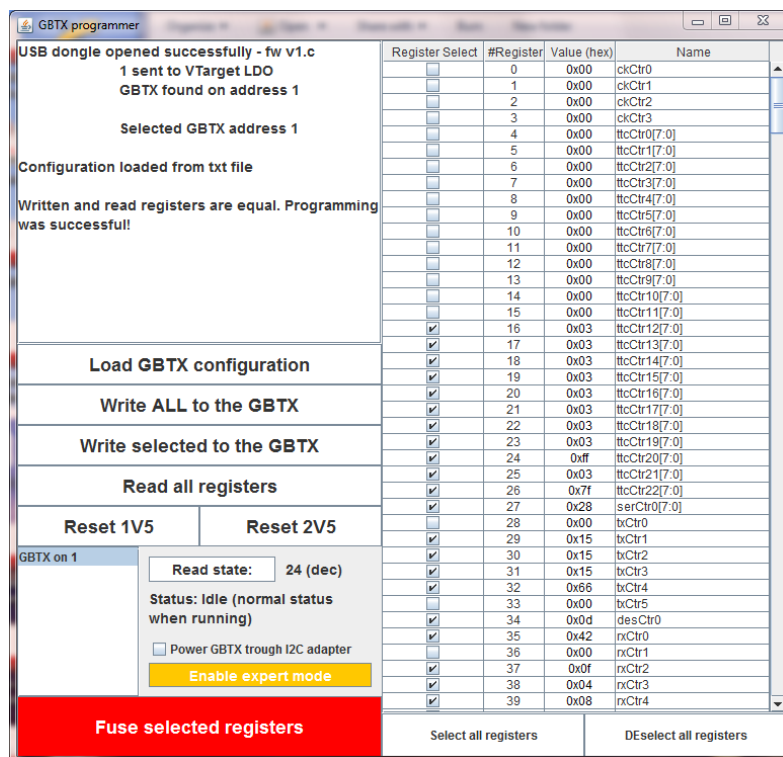 GBTX programmer
USB dongle opened successfully - fw v1.c
1 sent to VTarget LDO
GBTX found on address 1
Selected GBTX address 1
Configuration loaded from txt file
Written and read registers are equal. Programming
was successful!
Load GBTX configuration
Write ALL to the GBTX
Write selected to the GBTX
Read all registers
Reset 1V5 Reset 2V5
GBTX on 1
Read state: 24 (dec)
Status: Idle (normal status
when running)
Power GBTX trough I2C adapter
Enable expert mode
Fuse selected registers
Register Select #Register Value (hex) Name
0 0x00 ckCtr0
1 0x00 ckCtr1
2 0x00 ckCtr2
3 0x00 ckCtr3
4 0x00 ttcCtr0[7:0]
5 0x00 ttcCtr1[7:0]
6 0x00 ttcCtr2[7:0]
7 0x00 ttcCtr3[7:0]
8 0x00 ttcCtr4[7:0]
9 0x00 ttcCtr5[7:0]
10 0x00 ttcCtr6[7:0]
11 0x00 ttcCtr7[7:0]
12 0x00 ttcCtr8[7:0]
13 0x00 ttcCtr9[7:0]
14 0x00 ttcCtr10[7:0]
15 0x00 ttcCtr11[7:0]
16 0x03 ttcCtr12[7:0]
17 0x03 ttcCtr13[7:0]
18 0x03 ttcCtr14[7:0]
19 0x03 ttcCtr15[7:0]
20 0x03 ttcCtr16[7:0]
21 0x03 ttcCtr17[7:0]
22 0x03 ttcCtr18[7:0]
23 0x03 ttcCtr19[7:0]
24 0xff ttcCtr20[7:0]
25 0x03 ttcCtr21[7:0]
26 0x7f ttcCtr22[7:0]
27 0x28 serCtr0[7:0]
28 0x00 txCtr0
29 0x15 txCtr1
30 0x15 txCtr2
31 0x15 txCtr3
32 0x66 txCtr4
33 0x00 txCtr5
34 0x0d desCtr0
35 0x42 rxCtr0
36 0x00 rxCtr1
37 0x0f rxCtr2
38 0x04 rxCtr3
39 0x08 rxCtr4
Select all registers DEselect all registers